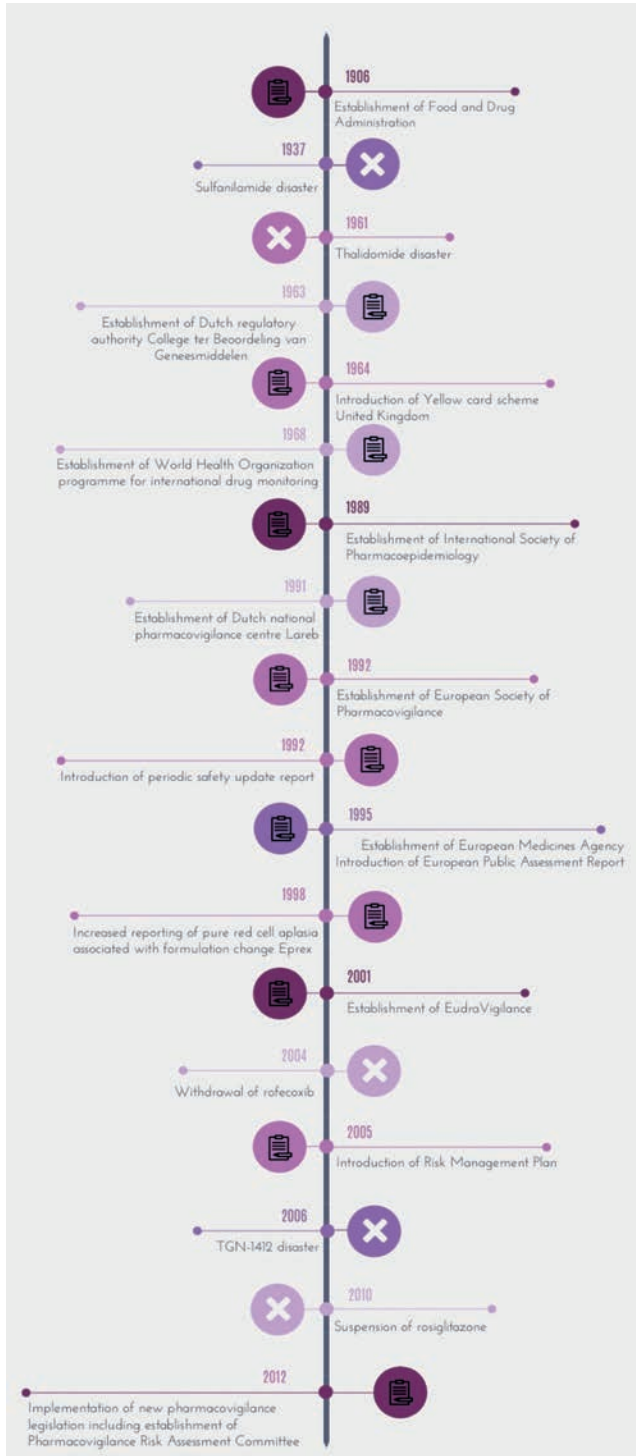 1906
Establishment of Food and Drug
Administration
1937
Sulfanilamide disaster
1961
Thalidomide disaster
1963
Establishment of Dutch regulatory
authority College ter Beoordeling van
Geneesmiddelen
1964
Introduction of Yellow card scheme
United Kingdom
1968
Establishment of World Health Organization
programme for international drug monitoring
1989
Establishment of International Society of
Pharmacoepidemiology
1991
Establishment of Dutch national
pharmacovigilance centre Lareb
1992
Establishment of European Society of
Pharmacovigilance
1992
Introduction of periodic safety update report
1995
Establishment of European Medicines Agency
Introduction of European Public Assessment Report
1998
Increased reporting of pure red cell aplasia
associated with formulation change Eprex
2001
Establishment of EudraVigilance
2004
Withdrawal of rofecoxib
2005
Introduction of Risk Management Plan
2006
TGN-1412 disaster
2010
Suspension of rosiglitazone
2012
Implementation of new pharmacovigilance
legislation including establishment of
Pharmacovigilance Risk Assessment Committee